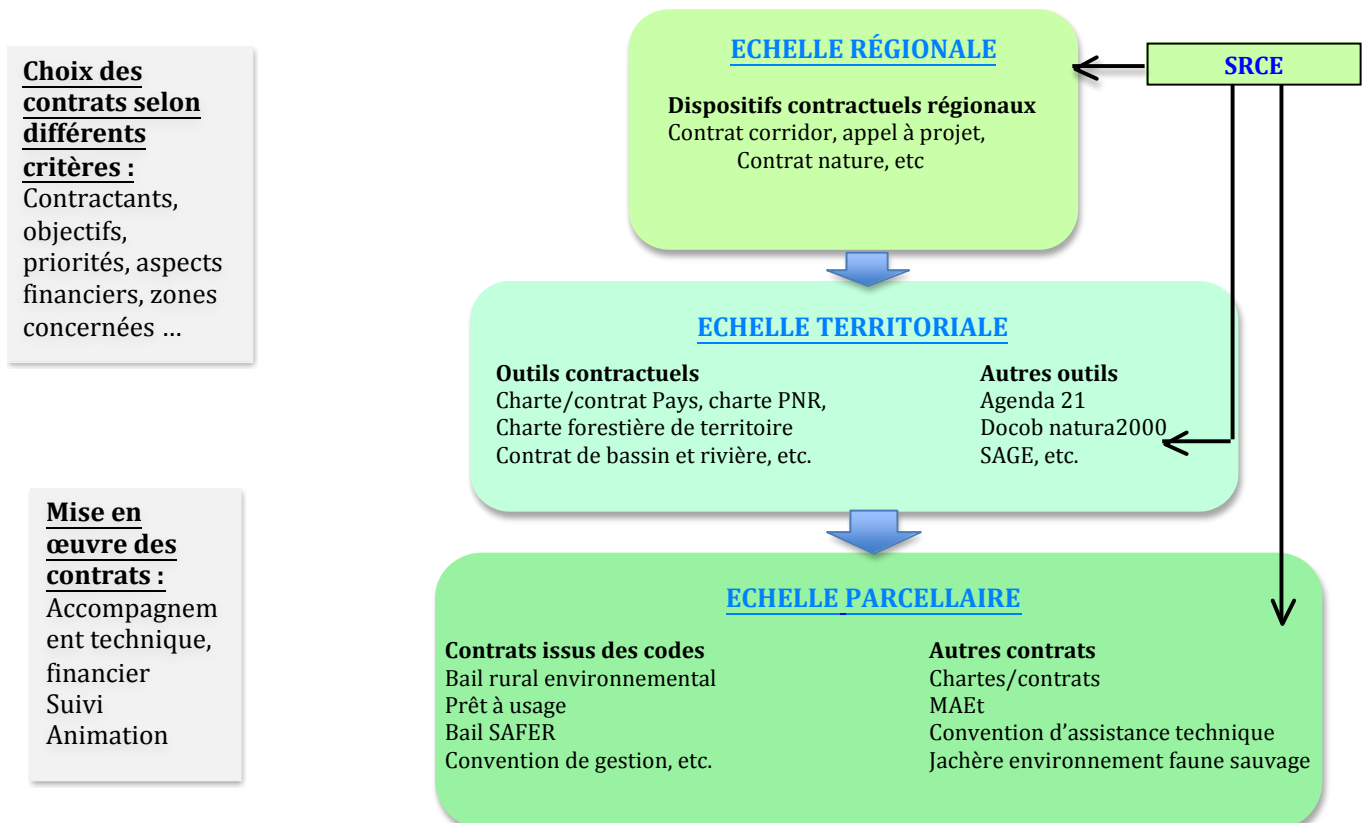 Choix des
contrats selon
différents
critères :
Contractants,
objectifs,
priorités, aspects
financiers, zones
concernées …
Mise en
œuvre des
contrats :
Accompagnem
ent technique,
financier
Suivi
Animation
ECHELLE RÉGIONALE
Dispositifs contractuels régionaux
Contrat corridor, appel à projet,
Contrat nature, etc
SRCE
ECHELLE TERRITORIALE
Outils contractuels
Charte/contrat Pays, charte PNR,
Charte forestière de territoire
Contrat de bassin et rivière, etc.
Autres outils
Agenda 21
Docob natura2000
SAGE, etc.
ECHELLE PARCELLAIRE
Contrats issus des codes
Bail rural environnemental
Prêt à usage
Bail SAFER
Convention de gestion, etc.
Autres contrats
Chartes/contrats
MAEt
Convention d’assistance technique
Jachère environnement faune sauvage